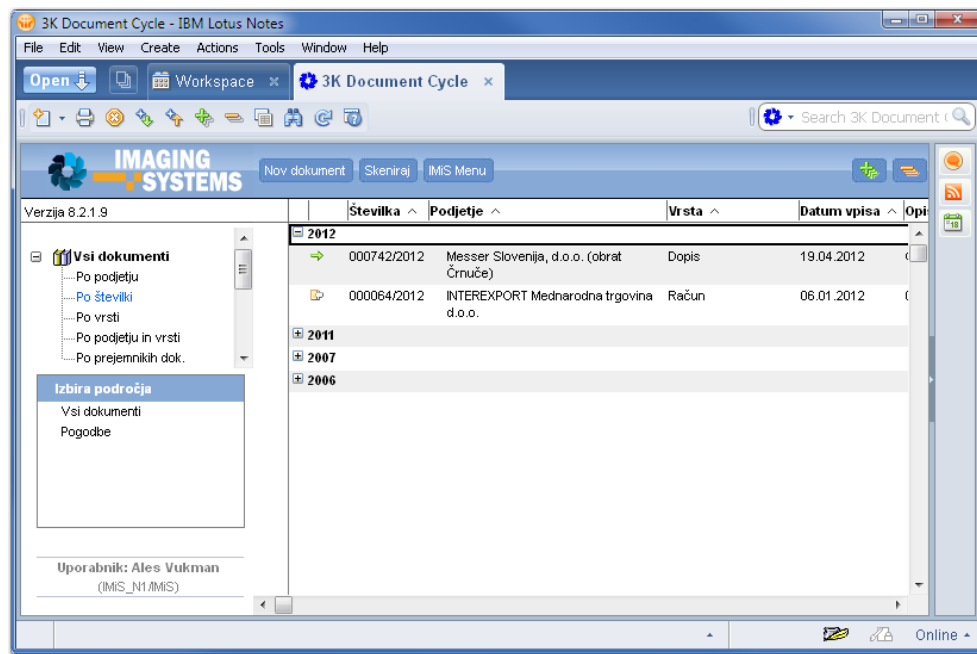 3K Document Cycle - IBM Lotus Notes
File Edit View Create Actions Tools Window Help
Open Workspace × 3K Document Cycle ×
Search 3K Document
IMAGING SYSTEMS Nov dokument Skeniraj IMiS Menu
Verzija 8.2.1.9
Številka Podjetje Vrsta Datum vpisa Opi
Vsi dokumenti
Po podjetju
Po številki
Po vrsti
Po podjetju in vrsti
Po prejemnikih dok.
Izbira področja
Vsi dokumenti
Pogodbe
Uporabnik: Ales Vukman
(IMiS_N1/IMiS)
2012
000742/2012 Messer Slovenija, d.o.o. (obrat Dopis 19.04.2012
Črnuče)
000064/2012 INTEREXPORT Mednarodna trgovina Račun 06.01.2012
d.o.o.
2011
2007
2006
Online